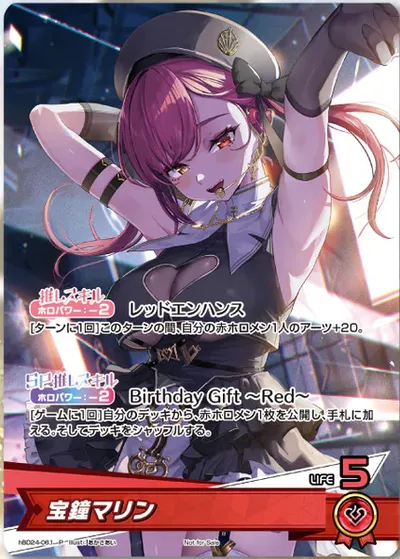 推しスキル
ホロパワー:-2
レッドエンハンス
[ターンに1回]このターンの間、自分の赤ホロメン1人のアーツ+20。
SP推しスキル
ホロパワー:-2
Birthday Gift ~Red~
[ゲームに1回]自分のデッキから、赤ホロメン1枚を公開し、手札に加
える。そしてデッキをシャッフルする。
LIFE 5
宝鐘マリン
Not for Sale